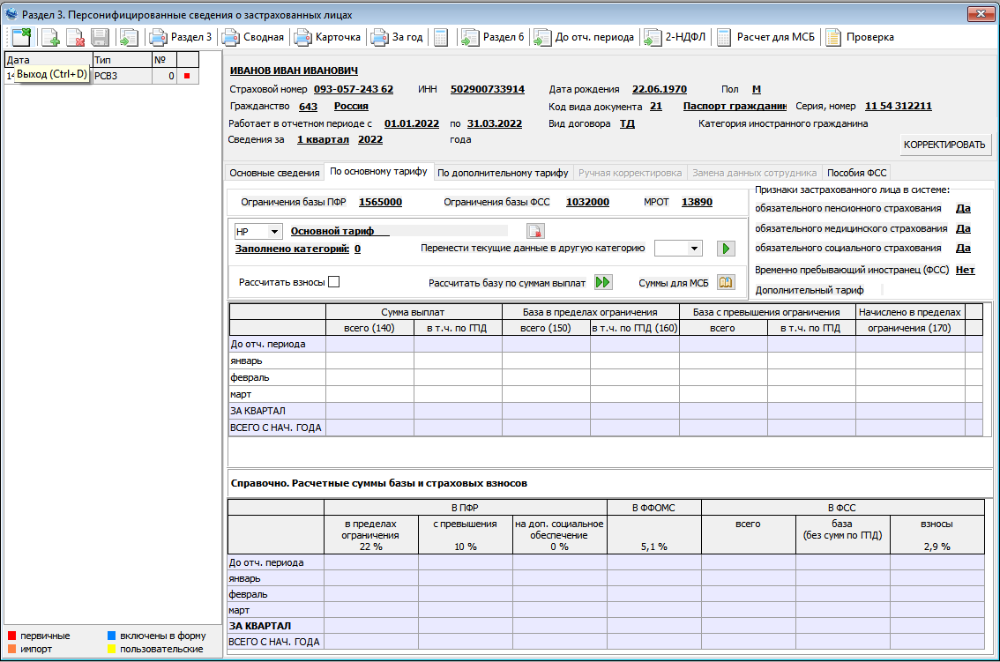 Раздел 3. Персонифицированные сведения о застрахованных лицах
Раздел 3 Сводная Карточка За год Раздел 6 До отч. периода 2-НДФЛ Расчет для МСБ Проверка
Дата Тип №
14 РСВ3 0
Выход (Ctrl+D)
ИВАНОВ ИВАН ИВАНОВИЧ
Страховой номер 093-057-243 62 ИНН 502900733914 Дата рождения 22.06.1970 Пол М
Гражданство 643 Россия Код вида документа 21 Паспорт гражданин Серия, номер 11 54 312211
Работает в отчетном периоде с 01.01.2022 по 31.03.2022 Вид договора ТД Категория иностранного гражданина
Сведения за 1 квартал 2022 года
КОРРЕКТИРОВАТЬ
Основные сведения По основному тарифу По дополнительному тарифу Ручная корректировка Замена данных сотрудника Пособия ФСС
Ограничения базы ПФР 1565000 Ограничения базы ФСС 1032000 МРОТ 13890
НР Основной тариф
Заполнено категорий: 0 Перенести текущие данные в другую категорию
Рассчитать взносы Рассчитать базу по суммам выплат Суммы для МСБ
Признаки застрахованного лица в системе:
обязательного пенсионного страхования Да
обязательного медицинского страхования Да
обязательного социального страхования Да
Временно пребывающий иностранец (ФСС) Нет
Дополнительный тариф
Сумма выплат База в пределах ограничения База с превышения ограничения Начислено в пределах
всего (140) в т.ч. по ГПД всего (150) в т.ч. по ГПД (160) всего в т.ч. по ГПД ограничения (170)
До отч. периода
январь
февраль
март
ЗА КВАРТАЛ
ВСЕГО С НАЧ. ГОДА
Справочно. Расчетные суммы базы и страховых взносов
В ПФР В ФФОМС В ФСС
в пределах с превышения на доп. социальное всего база взносы
ограничения обеспечение (без сумм по ГПД)
22 % 10 % 0 % 5,1 % 2,9 %
До отч. периода
январь
февраль
март
ЗА КВАРТАЛ
ВСЕГО С НАЧ. ГОДА
первичные включены в форму
импорт пользовательские